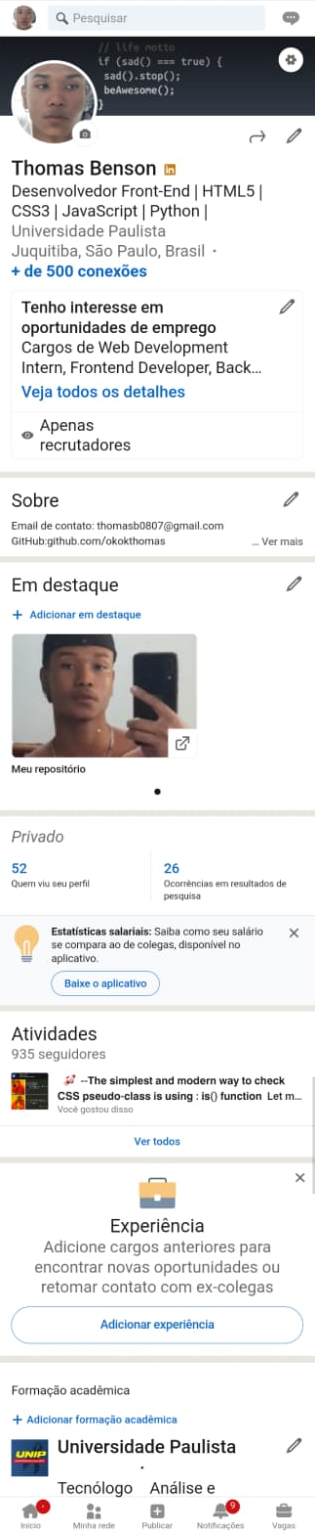 Pesquisar
// life motto
if (sad() === true) {
sad().stop();
beAwesome();
}
Thomas Benson in
Desenvolvedor Front-End | HTML5 |
CSS3 | JavaScript | Python |
Universidade Paulista
Juquitiba, São Paulo, Brasil ·
+ de 500 conexões
Tenho interesse em
oportunidades de emprego
Cargos de Web Development
Intern, Frontend Developer, Back...
Veja todos os detalhes
Apenas
recrutadores
Sobre
Email de contato: thomasb0807@gmail.com
GitHub:github.com/okokthomas
... Ver mais
Em destaque
+ Adicionar em destaque
Meu repositório
Privado
52
Quem viu seu perfil
26
Ocorrências em resultados de
pesquisa
Estatísticas salariais: Saiba como seu salário
se compara ao de colegas, disponível no
aplicativo.
Baixe o aplicativo
Atividades
935 seguidores
🚀 --The simplest and modern way to check
CSS pseudo-class is using : is() function Let m...
Você gostou disso
Ver todos
Experiência
Adicione cargos anteriores para
encontrar novas oportunidades ou
retomar contato com ex-colegas
Adicionar experiência
Formação acadêmica
+ Adicionar formação acadêmica
UNIP
Universidade Paulista
Tecnólogo Análise e
9
Início
Minha rede
Publicar
Notificações
Vagas